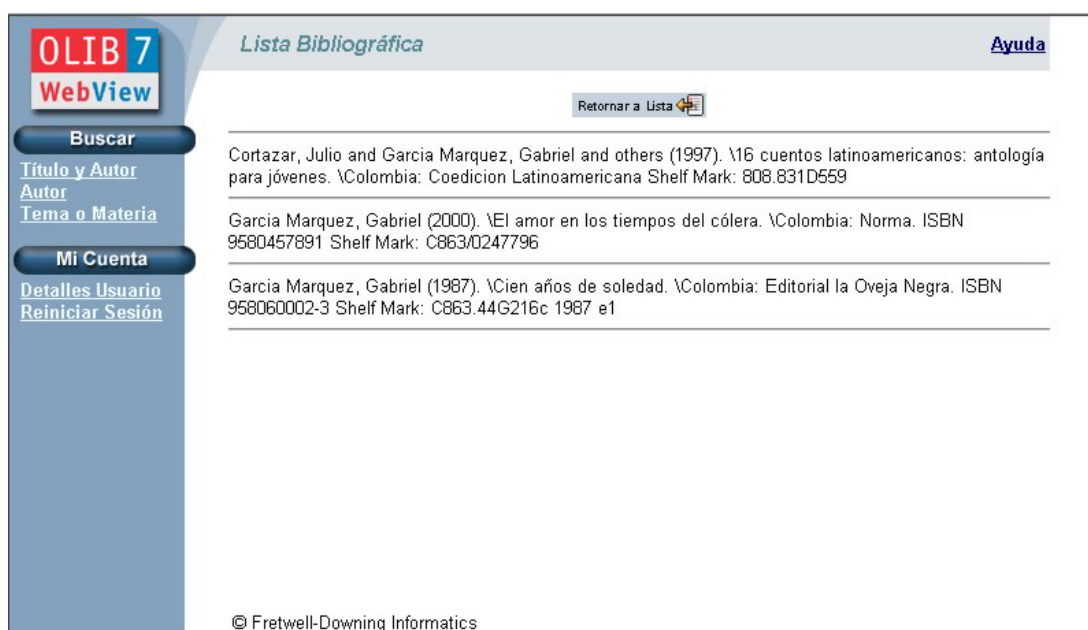 OLIB 7
WebView
Lista Bibliográfica
Ayuda
Retornar a Lista
Buscar
Título y Autor
Autor
Tema o Materia
Mi Cuenta
Detalles Usuario
Reiniciar Sesión
Cortazar, Julio and Garcia Marquez, Gabriel and others (1997). \16 cuentos latinoamericanos: antología
para jóvenes. \Colombia: Coedicion Latinoamericana Shelf Mark: 808.831D559
Garcia Marquez, Gabriel (2000). \El amor en los tiempos del cólera. \Colombia: Norma. ISBN
9580457891 Shelf Mark: C863/0247796
Garcia Marquez, Gabriel (1987). \Cien años de soledad. \Colombia: Editorial la Oveja Negra. ISBN
958060002-3 Shelf Mark: C863.44G216c 1987 e1
© Fretwell-Downing Informatics